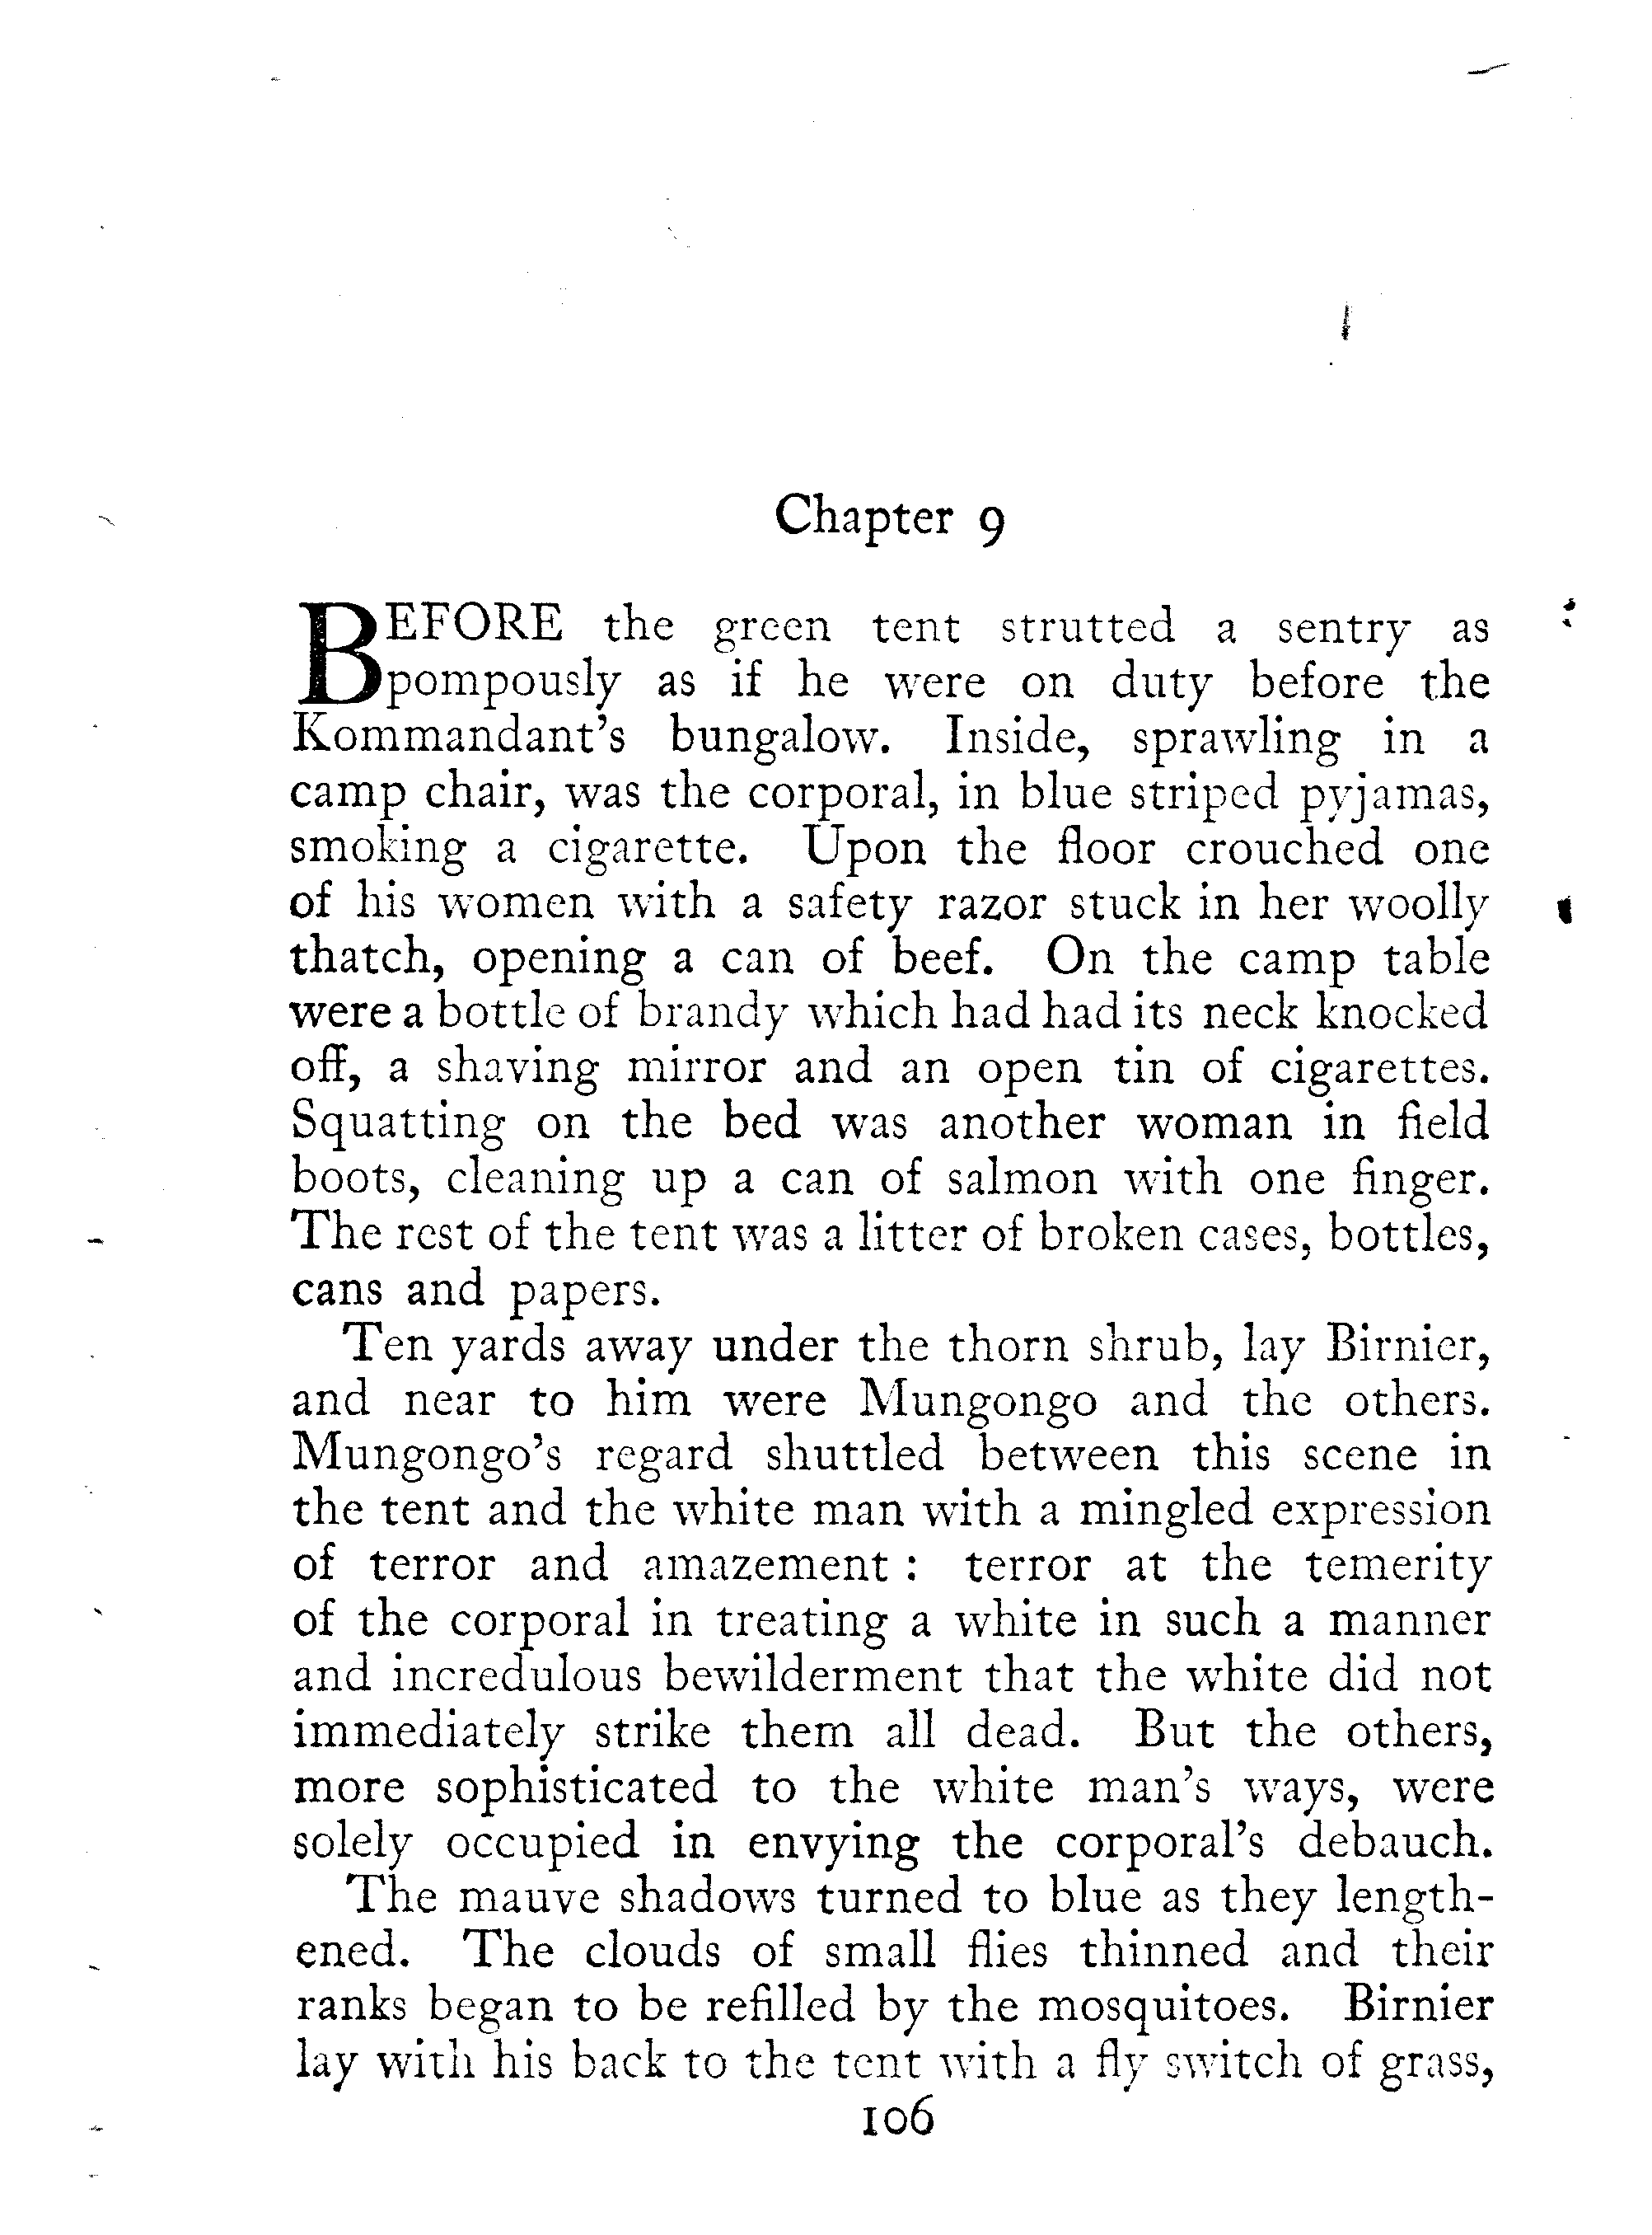 Chapter 9
BEFORE the green tent strutted a sentry as
pompously as if he were on duty before the
Kommandant's bungalow. Inside, sprawling in a
camp chair, was the corporal, in blue striped pyjamas,
smoking a cigarette. Upon the floor crouched one
of his women with a safety razor stuck in her woolly
thatch, opening a can of beef. On the camp table
were a bottle of brandy which had had its neck knocked
off, a shaving mirror and an open tin of cigarettes.
Squatting on the bed was another woman in field
boots, cleaning up a can of salmon with one finger.
The rest of the tent was a litter of broken cases, bottles,
cans and papers.
Ten yards away under the thorn shrub, lay Birnier,
and near to him were Mungongo and the others.
Mungongo's regard shuttled between this scene in
the tent and the white man with a mingled expression
of terror and amazement : terror at the temerity
of the corporal in treating a white in such a manner
and incredulous bewilderment that the white did not
immediately strike them all dead. But the others,
more sophisticated to the white man's ways, were
solely occupied in envying the corporal's debauch.
The mauve shadows turned to blue as they length-
ened. The clouds of small flies thinned and their
ranks began to be refilled by the mosquitoes. Birnier
lay with his back to the tent with a fly switch of grass,
106